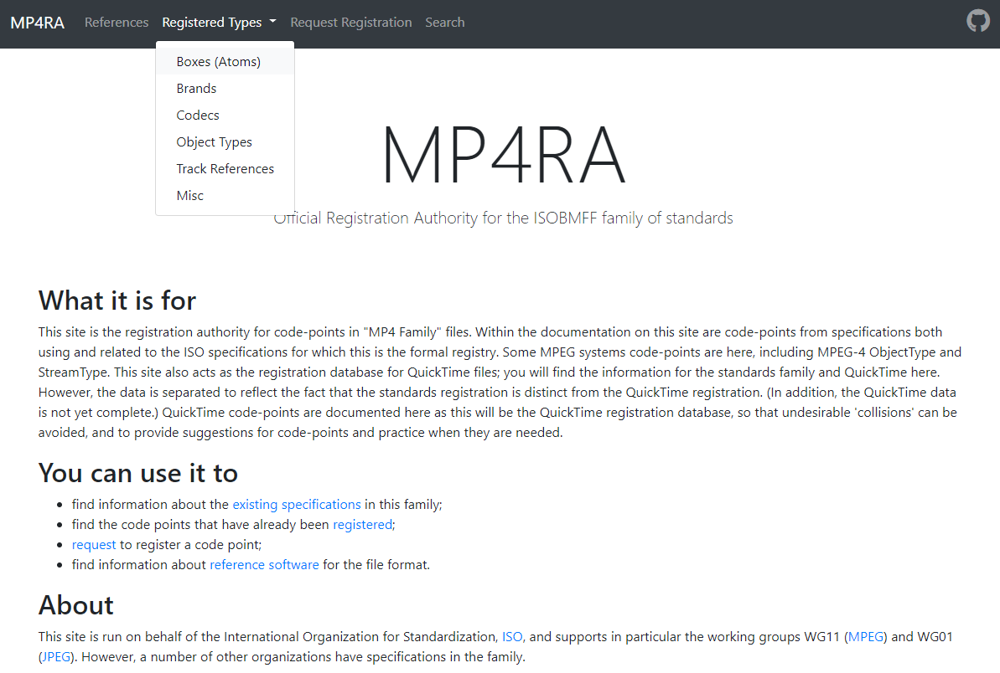 MP4RA References Registered Types Request Registration Search
Boxes (Atoms)
Brands
Codecs
Object Types
Track References
Misc
MP4RA
Official Registration Authority for the ISOBMFF family of standards
What it is for
This site is the registration authority for code-points in "MP4 Family" files. Within the documentation on this site are code-points from specifications both
using and related to the ISO specifications for which this is the formal registry. Some MPEG systems code-points are here, including MPEG-4 ObjectType and
StreamType. This site also acts as the registration database for QuickTime files; you will find the information for the standards family and QuickTime here.
However, the data is separated to reflect the fact that the standards registration is distinct from the QuickTime registration. (In addition, the QuickTime data
is not yet complete.) QuickTime code-points are documented here as this will be the QuickTime registration database, so that undesirable 'collisions' can be
avoided, and to provide suggestions for code-points and practice when they are needed.
You can use it to
• find information about the existing specifications in this family;
• find the code points that have already been registered;
• request to register a code point;
• find information about reference software for the file format.
About
This site is run on behalf of the International Organization for Standardization, ISO, and supports in particular the working groups WG11 (MPEG) and WG01
(JPEG). However, a number of other organizations have specifications in the family.